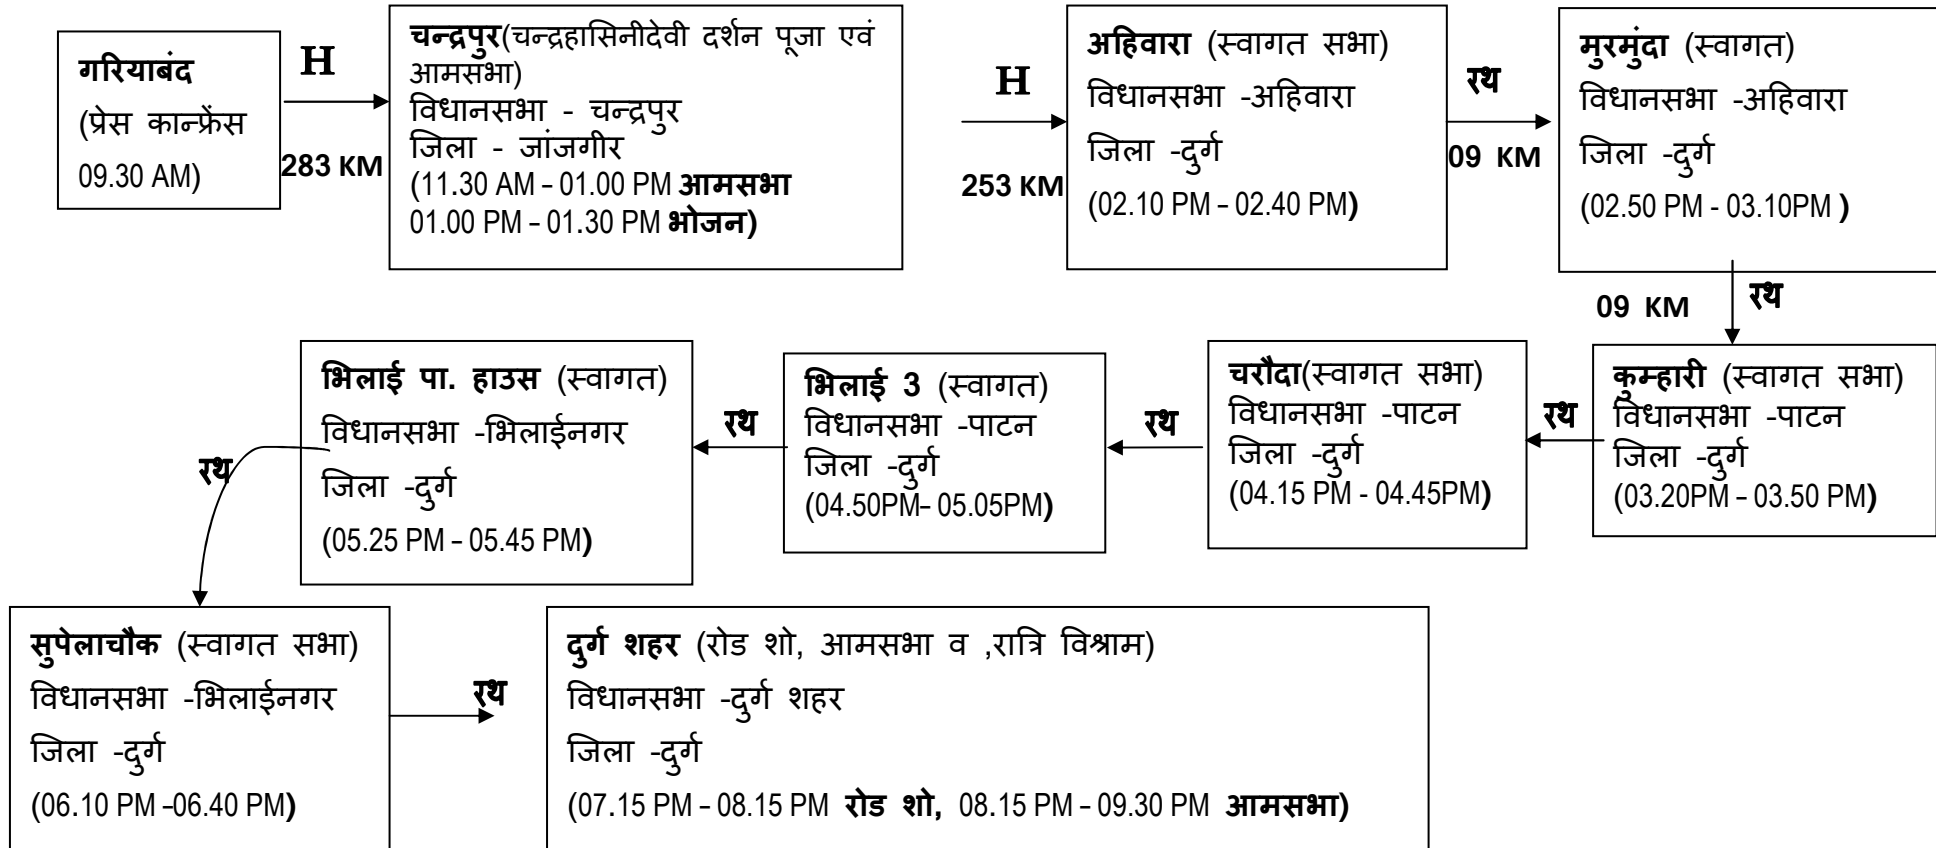 गरियाबंद
(प्रेस कान्फ्रेंस
09.30 AM)
H
283 KM
चन्द्रपुर(चन्द्रहासिनीदेवी दर्शन पूजा एवं
आमसभा)
विधानसभा - चन्द्रपुर
जिला - जांजगीर
(11.30 AM – 01.00 PM आमसभा
01.00 PM – 01.30 PM भोजन)
H
253 KM
अहिवारा (स्वागत सभा)
विधानसभा -अहिवारा
जिला -दुर्ग
(02.10 PM – 02.40 PM)
रथ
09 KM
मुरमुंदा (स्वागत)
विधानसभा -अहिवारा
जिला -दुर्ग
(02.50 PM - 03.10PM )
09 KM
रथ
कुम्हारी (स्वागत सभा)
विधानसभा -पाटन
जिला -दुर्ग
(03.20PM – 03.50 PM)
रथ
चरौदा(स्वागत सभा)
विधानसभा -पाटन
जिला -दुर्ग
(04.15 PM - 04.45PM)
रथ
भिलाई 3 (स्वागत)
विधानसभा -पाटन
जिला -दुर्ग
(04.50PM– 05.05PM)
रथ
भिलाई पा. हाउस (स्वागत)
विधानसभा -भिलाईनगर
जिला -दुर्ग
(05.25 PM – 05.45 PM)
रथ
सुपेलाचौक (स्वागत सभा)
विधानसभा -भिलाईनगर
जिला -दुर्ग
(06.10 PM –06.40 PM)
रथ
दुर्ग शहर (रोड शो, आमसभा व ,रात्रि विश्राम)
विधानसभा -दुर्ग शहर
जिला -दुर्ग
(07.15 PM – 08.15 PM रोड शो, 08.15 PM – 09.30 PM आमसभा)